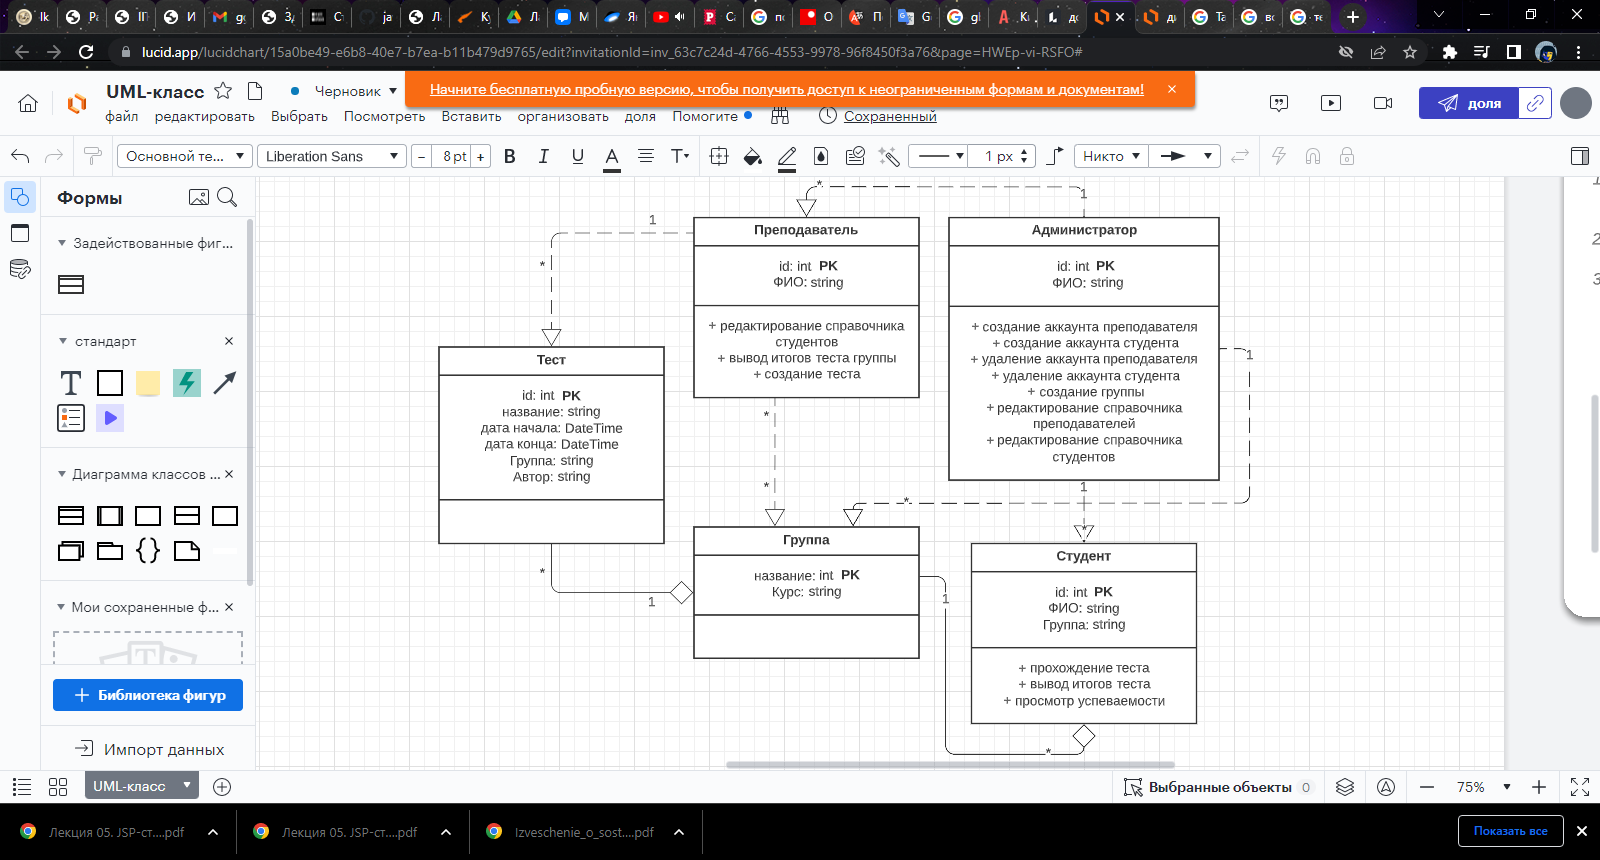 lucid.app/lucidchart/15a0be49-e6b8-40e7-b7ea-b11b479d9765/edit?invitationId=inv_63c7c24d-4766-4553-9978-96f8450f3a76&page=HWEp-vi-RSFO#
UML-класс
Черновик
Начните бесплатную пробную версию, чтобы получить доступ к неограниченным формам и документам!
доля
файл редактировать Выбрать Посмотреть Вставить организовать доля Помогите Сохраненный
Основной те... Liberation Sans 8 pt 1 px Никто
Формы
Задействованные фиг...
стандарт
Диаграмма классов ...
Мои сохраненные ф...
Библиотека фигур
Импорт данных
* 1
1
*
Преподаватель
id: int PK
ФИО: string
+ редактирование справочника
студентов
+ вывод итогов теста группы
+ создание теста
Администратор
id: int PK
ФИО: string
+ создание аккаунта преподавателя
+ создание аккаунта студента
+ удаление аккаунта преподавателя
+ удаление аккаунта студента
+ создание группы
+ редактирование справочника
преподавателей
+ редактирование справочника
студентов
1
Тест
id: int PK
название: string
дата начала: DateTime
дата конца: DateTime
Группа: string
Автор: string
*
*
1
*
*
Группа
название: int PK
Курс: string
*
1
1
Студент
id: int PK
ФИО: string
Группа: string
+ прохождение теста
+ вывод итогов теста
+ просмотр успеваемости
*
UML-класс
Выбранные объекты 0
75%
Лекция 05. JSP-ст....pdf
Лекция 05. JSP-ст....pdf
Izveschenie_o_sost....pdf
Показать все